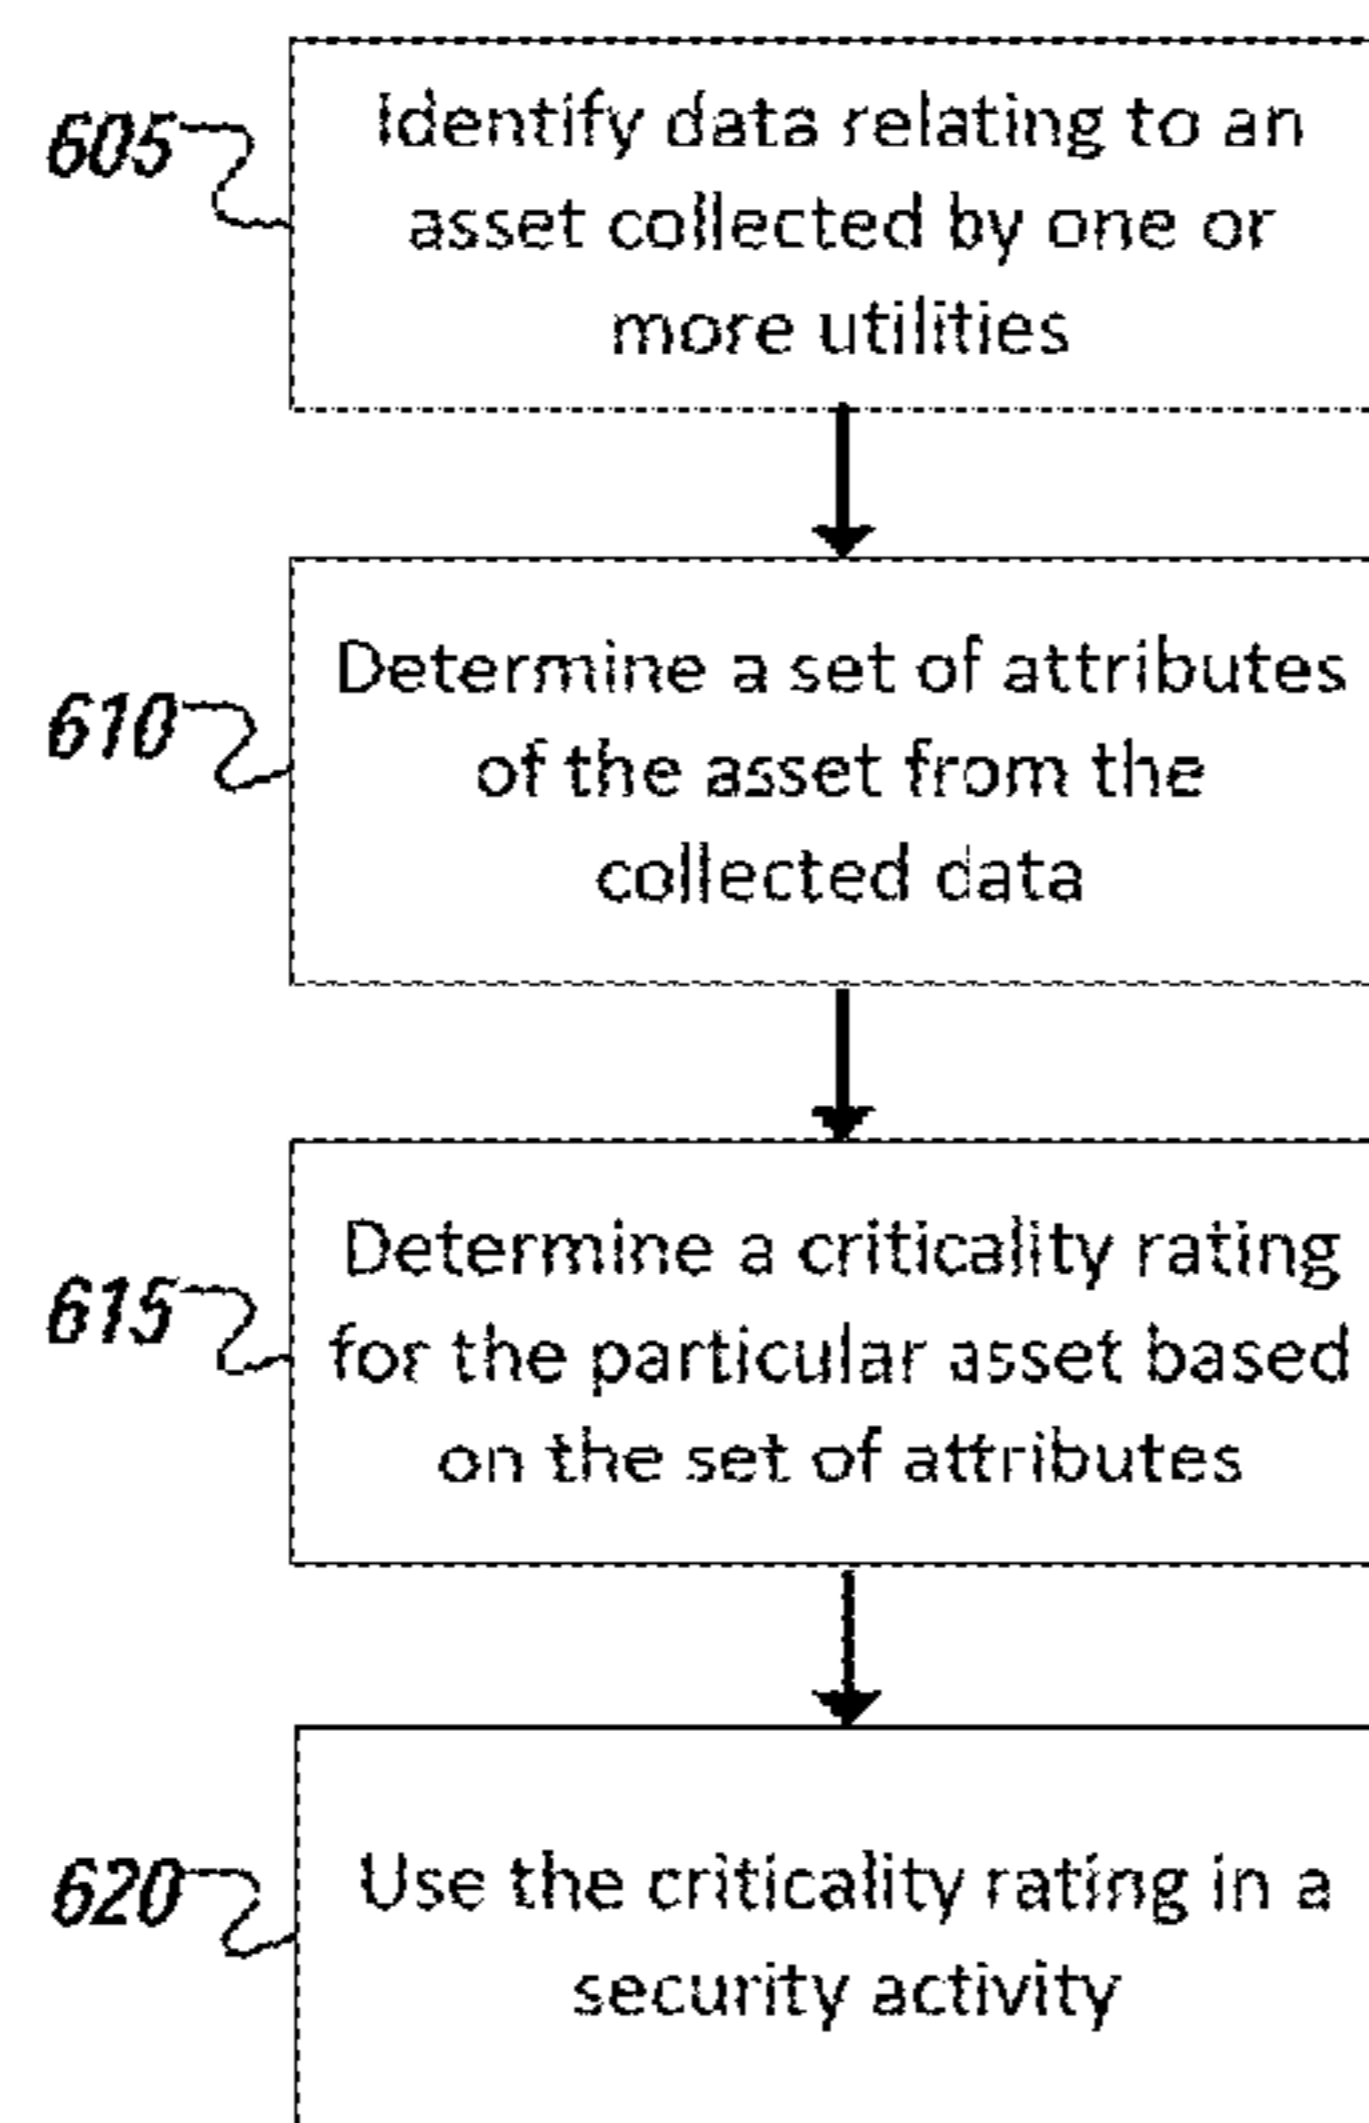 605
Identify data relating to an
asset collected by one or
more utilities
610
Determine a set of attributes
of the asset from the
collected data
615
Determine a criticality rating
for the particular asset based
on the set of attributes
620
Use the criticality rating in a
security activity